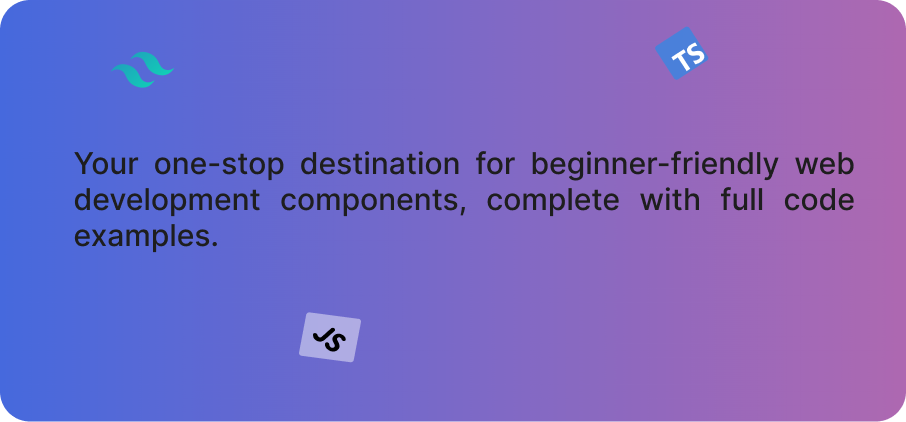 TS
Your one-stop destination for beginner-friendly web
development components, complete with full code
examples.
JS